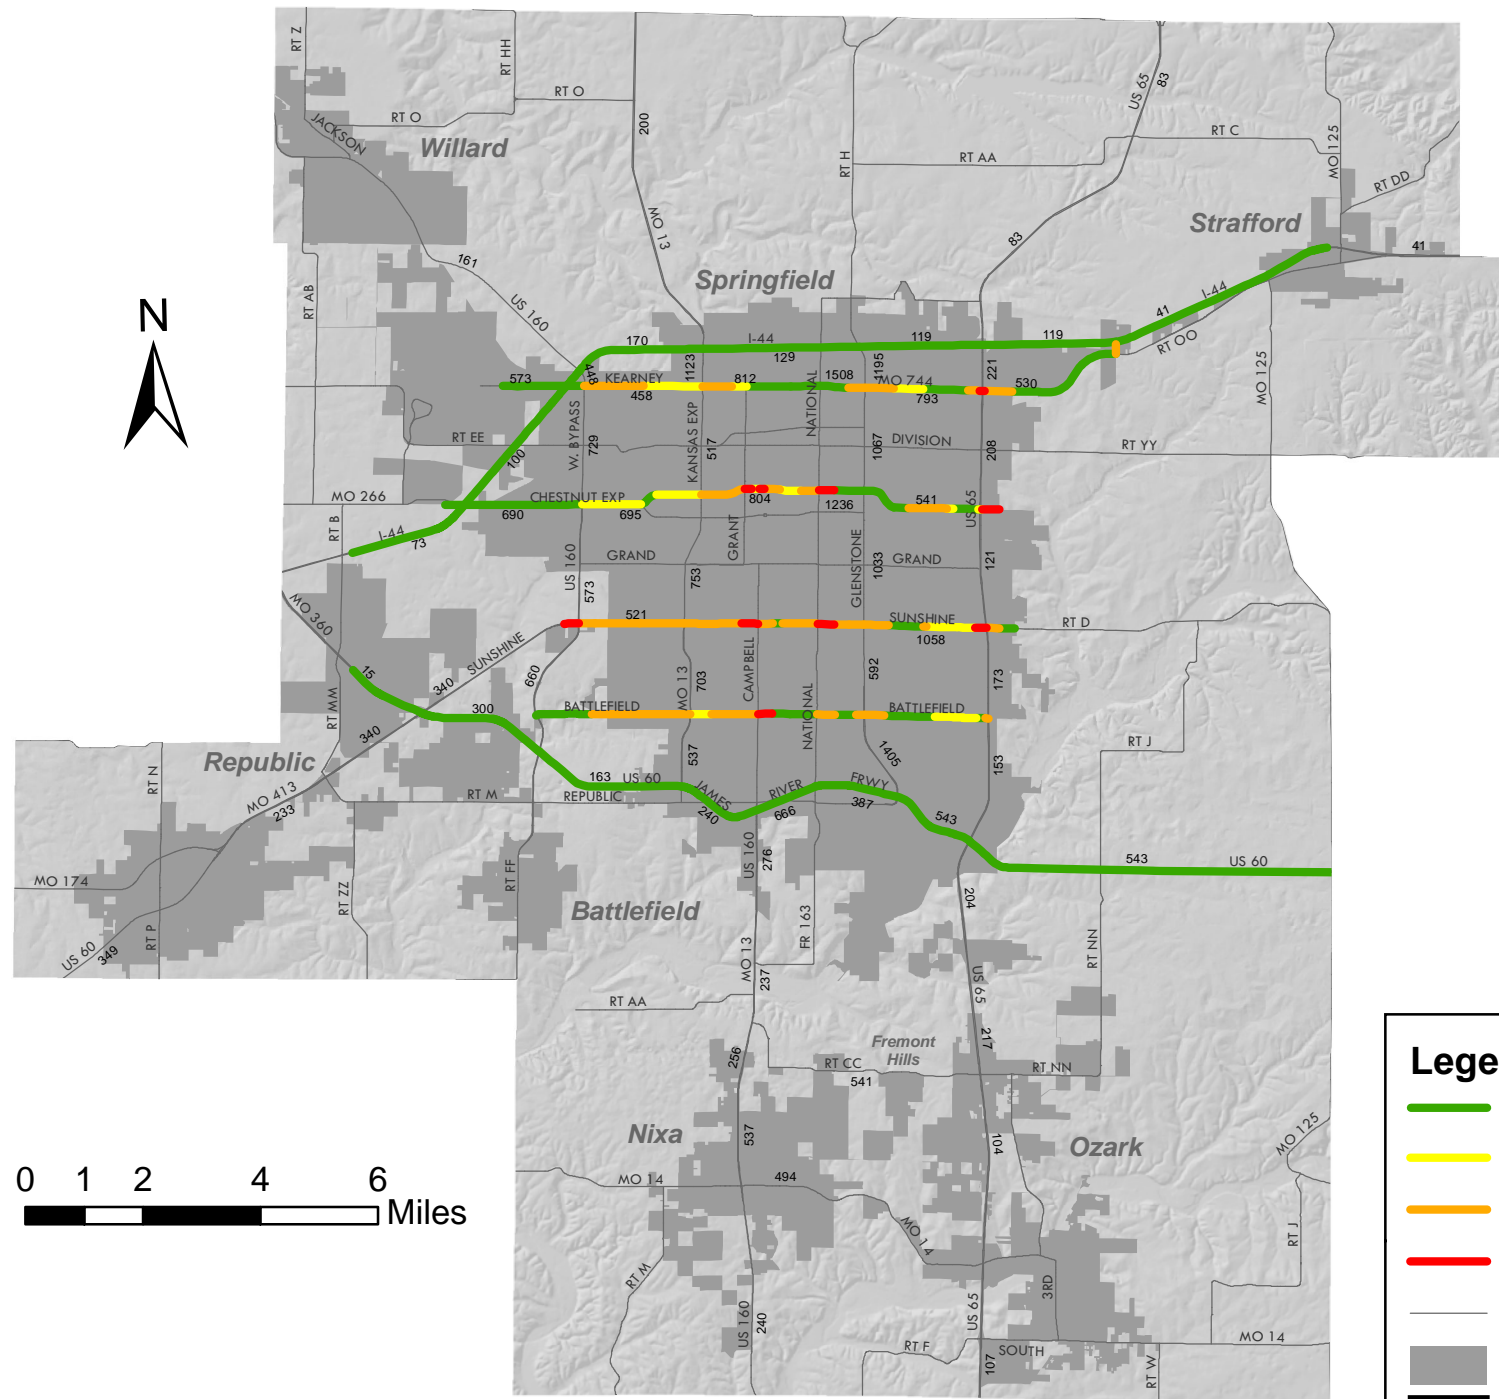 RT Z
RT HH
RT O
RT O
JACKSON
Willard
200
MO 13
RT H
US 65
83
RT AA
RT C
MO 125
RT DD
Strafford
83
41
161
US 160
RT AB
Springfield
N
170
I-44
129
119
119
41
I-44
RT OO
MO 125
573
448
KEARNEY
458
1123
812
1508
NATIONAL
1195
MO 744
793
221
530
RT EE
W. BYPASS
729
KANSAS EXP
517
1067
DIVISION
208
RT YY
100
MO 266
CHESTNUT EXP
690
695
804
1236
541
US 65
RT B
I-44
73
US 160
573
GRAND
753
GRANT
GLENSTONE
1033
GRAND
121
MO 360
521
SUNSHINE
1058
RT D
SUNSHINE
340
660
15
300
RT MM
340
MO 13
703
CAMPBELL
NATIONAL
592
173
BATTLEFIELD
BATTLEFIELD
537
1405
153
RT J
Republic
RT N
MO 413
233
RT M
163
US 60
REPUBLIC
JAMES
240
RIVER
666
FRWY
387
543
543
US 60
MO 174
RT ZZ
RT FF
US 160
276
204
Battlefield
US 60
349
RT P
MO 13
237
FR 163
US 65
RT NN
RT AA
256
217
Fremont
Hills
RT CC
541
RT NN
Nixa
537
104
Ozark
MO 125
MO 14
494
MO 14
RT J
RT M
US 160
240
US 65
107
3RD
RT F
SOUTH
RT W
MO 14
0 1 2 4 6
Miles
Lege